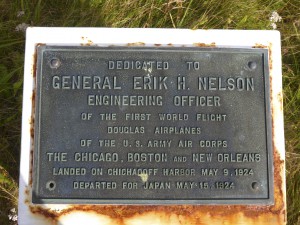 DEDICATED TO
GENERAL ERIK H. NELSON
ENGINEERING OFFICER
OF THE FIRST WORLD FLIGHT
DOUGLAS AIRPLANES
OF THE U.S. ARMY AIR CORPS
THE CHICAGO, BOSTON AND NEW ORLEANS
LANDED ON CHICHAGOFF HARBOR MAY 9, 1924
DEPARTED FOR JAPAN MAY 15, 1924